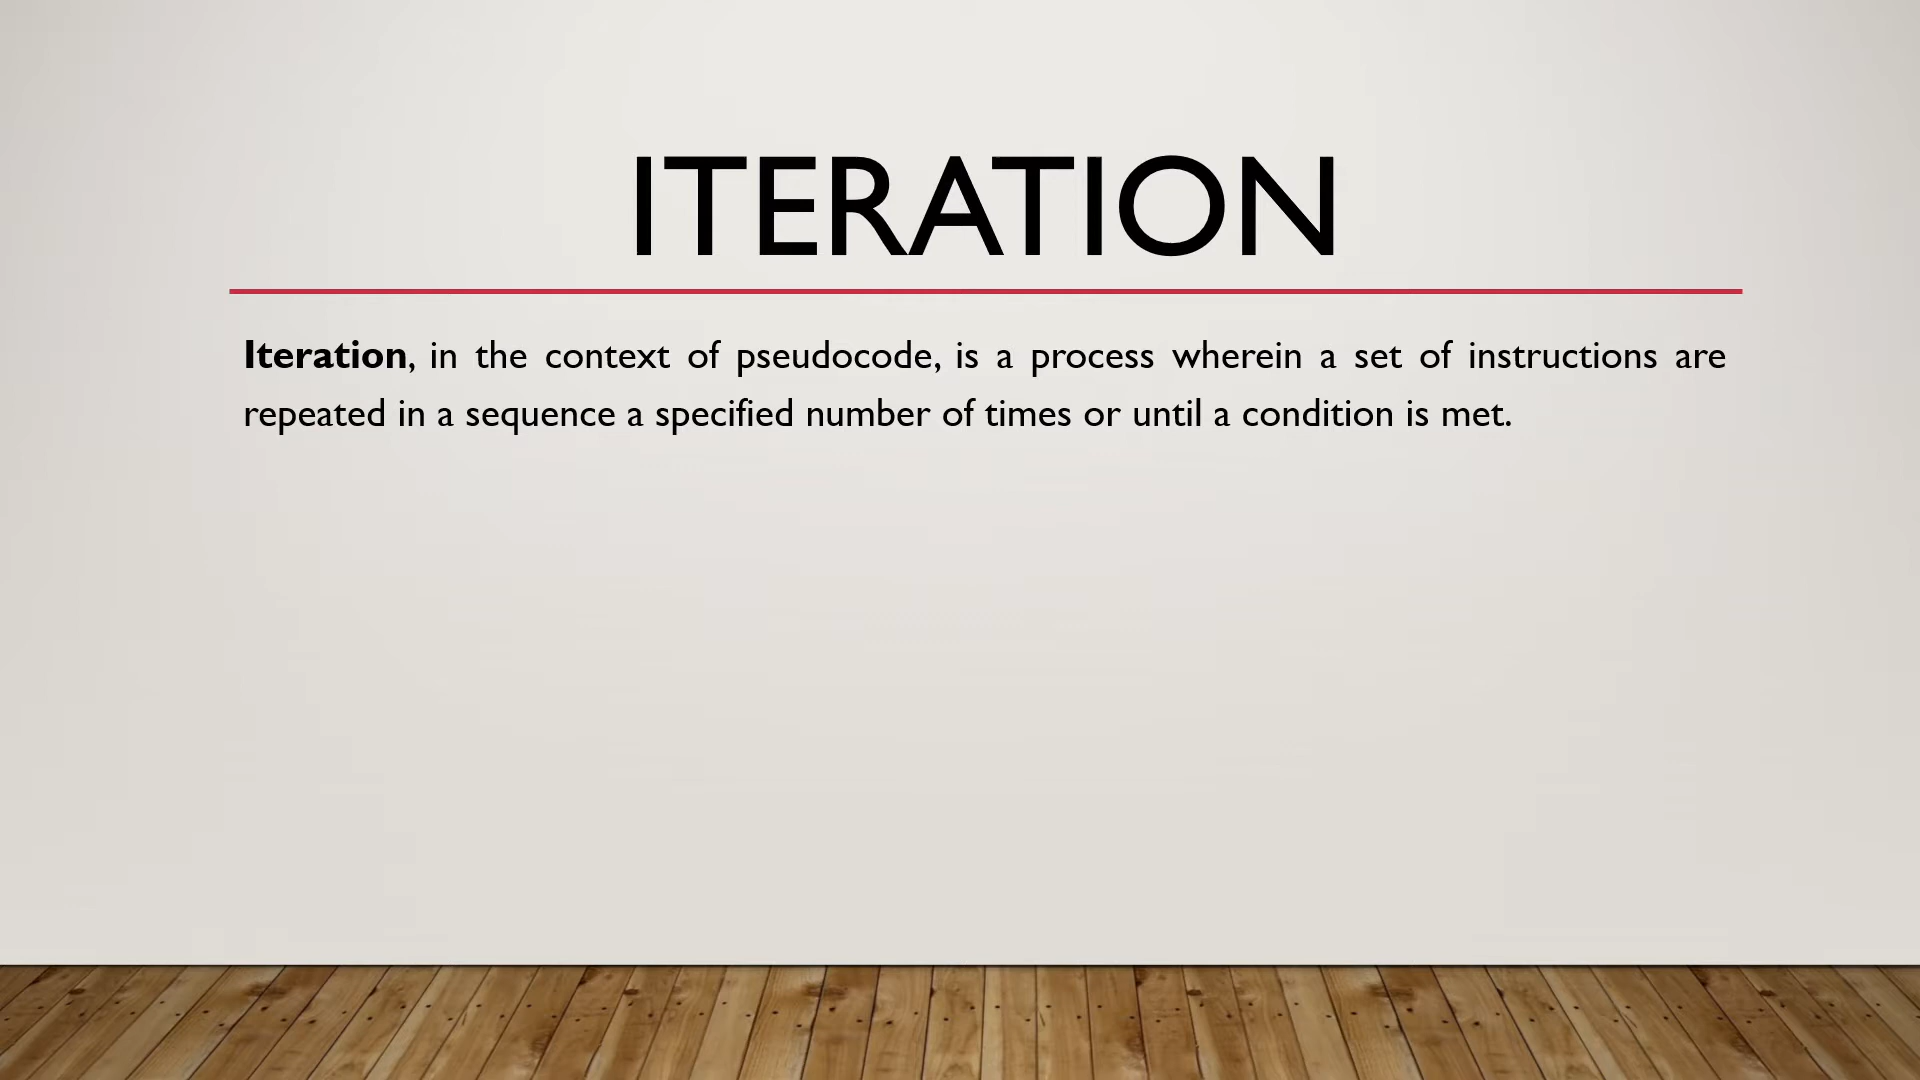 ITERATION
Iteration, in the context of pseudocode, is a process wherein a set of instructions are
repeated in a sequence a specified number of times or until a condition is met.